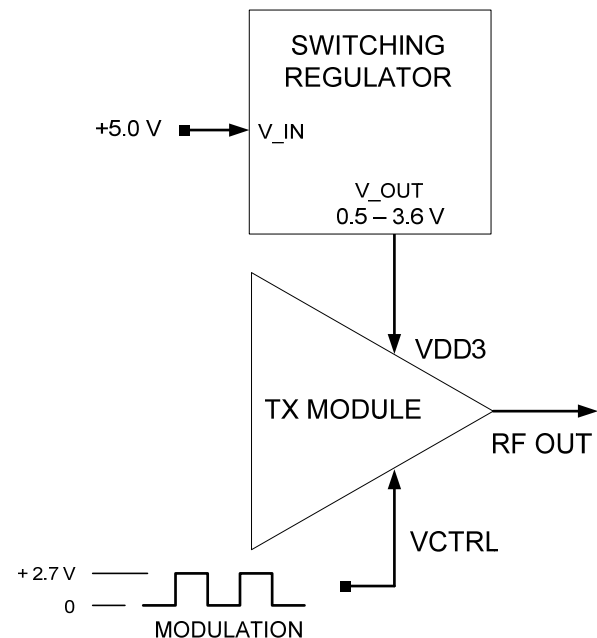 SWITCHING
REGULATOR
+5.0 V
V_IN
V_OUT
0.5 – 3.6 V
VDD3
TX MODULE
RF OUT
VCTRL
+ 2.7 V
0
MODULATION